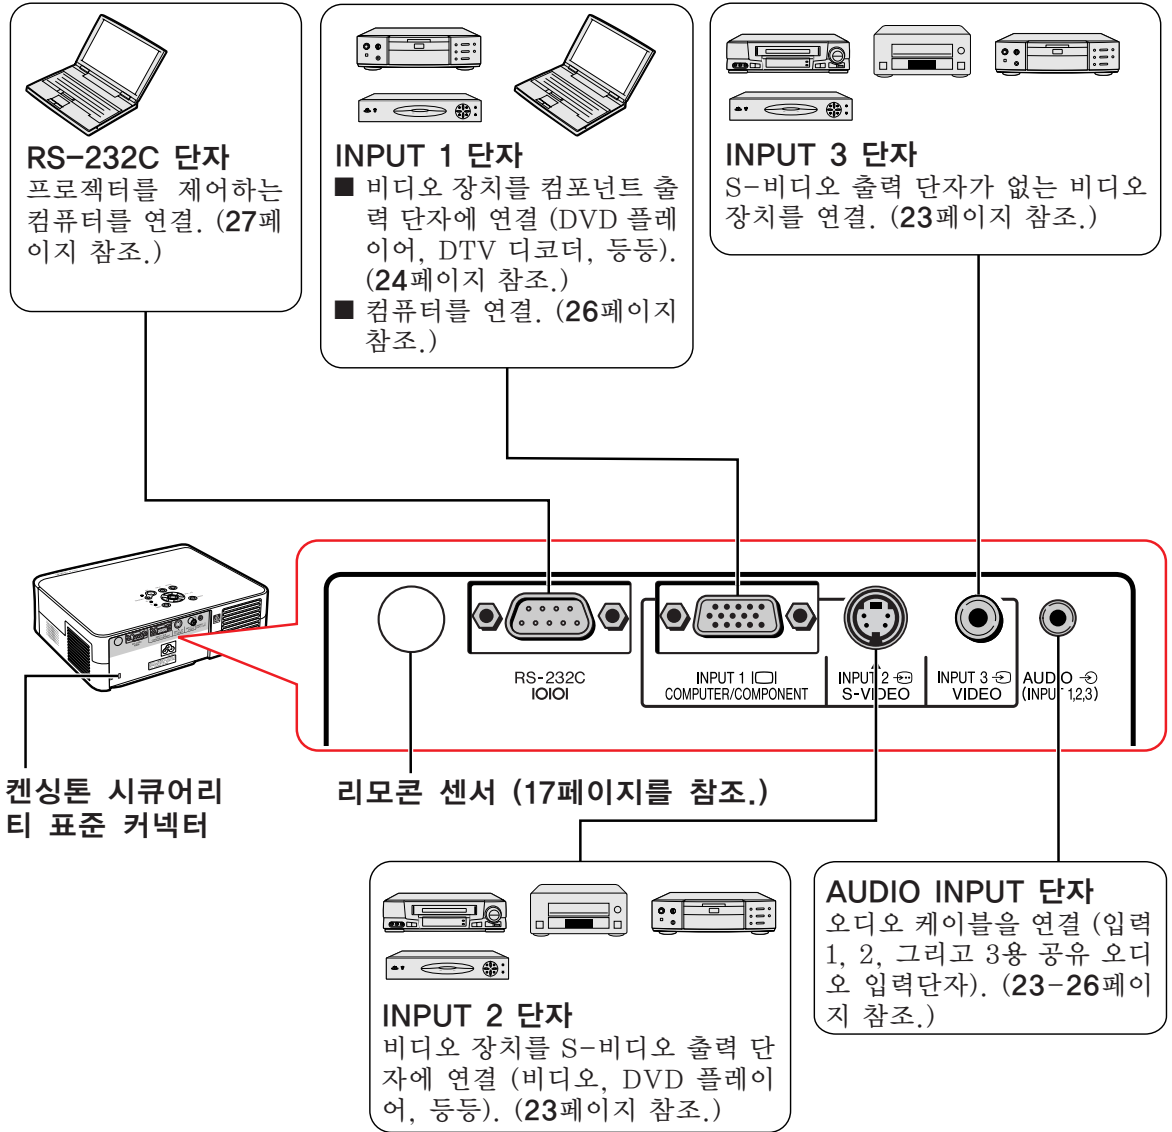 RS-232C 단자
프로젝터를 제어하는
컴퓨터를 연결. (27페
이지 참조.)
INPUT 1 단자
■ 비디오 장치를 컴포넌트 출
력 단자에 연결 (DVD 플레
이어, DTV 디코더, 등등).
(24페이지 참조.)
■ 컴퓨터를 연결. (26페이지
참조.)
INPUT 3 단자
S-비디오 출력 단자가 없는 비디오
장치를 연결. (23페이지 참조.)
RS-232C
IOIOI
INPUT 1
COMPUTER/COMPONENT
INPUT 2
S-VIDEO
INPUT 3
VIDEO
AUDIO
(INPUT 1,2,3)
켄싱톤 시큐어리
티 표준 커넥터
리모콘 센서 (17페이지를 참조.)
INPUT 2 단자
비디오 장치를 S-비디오 출력 단
자에 연결 (비디오, DVD 플레이
어, 등등). (23페이지 참조.)
AUDIO INPUT 단자
오디오 케이블을 연결 (입력
1, 2, 그리고 3용 공유 오디
오 입력단자). (23-26페이
지 참조.)